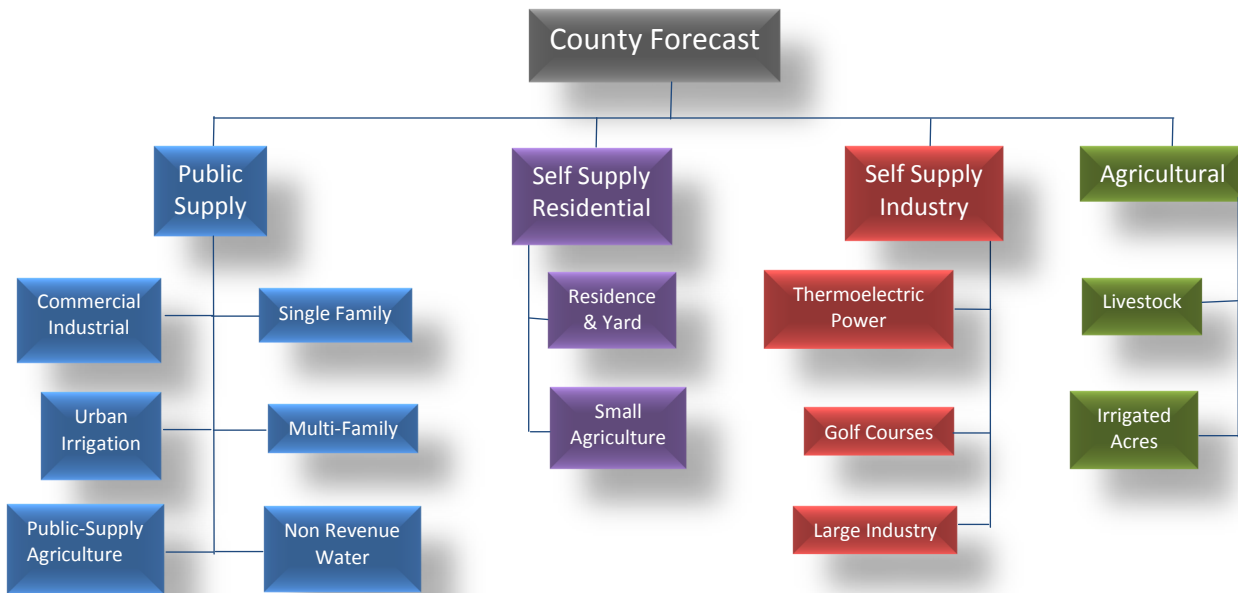 County Forecast
Public
Supply
Self Supply
Residential
Self Supply
Industry
Agricultural
Commercial
Industrial
Single Family
Urban
Irrigation
Multi-Family
Public-Supply
Agriculture
Non Revenue
Water
Residence
& Yard
Small
Agriculture
Thermoelectric
Power
Golf Courses
Large Industry
Livestock
Irrigated
Acres